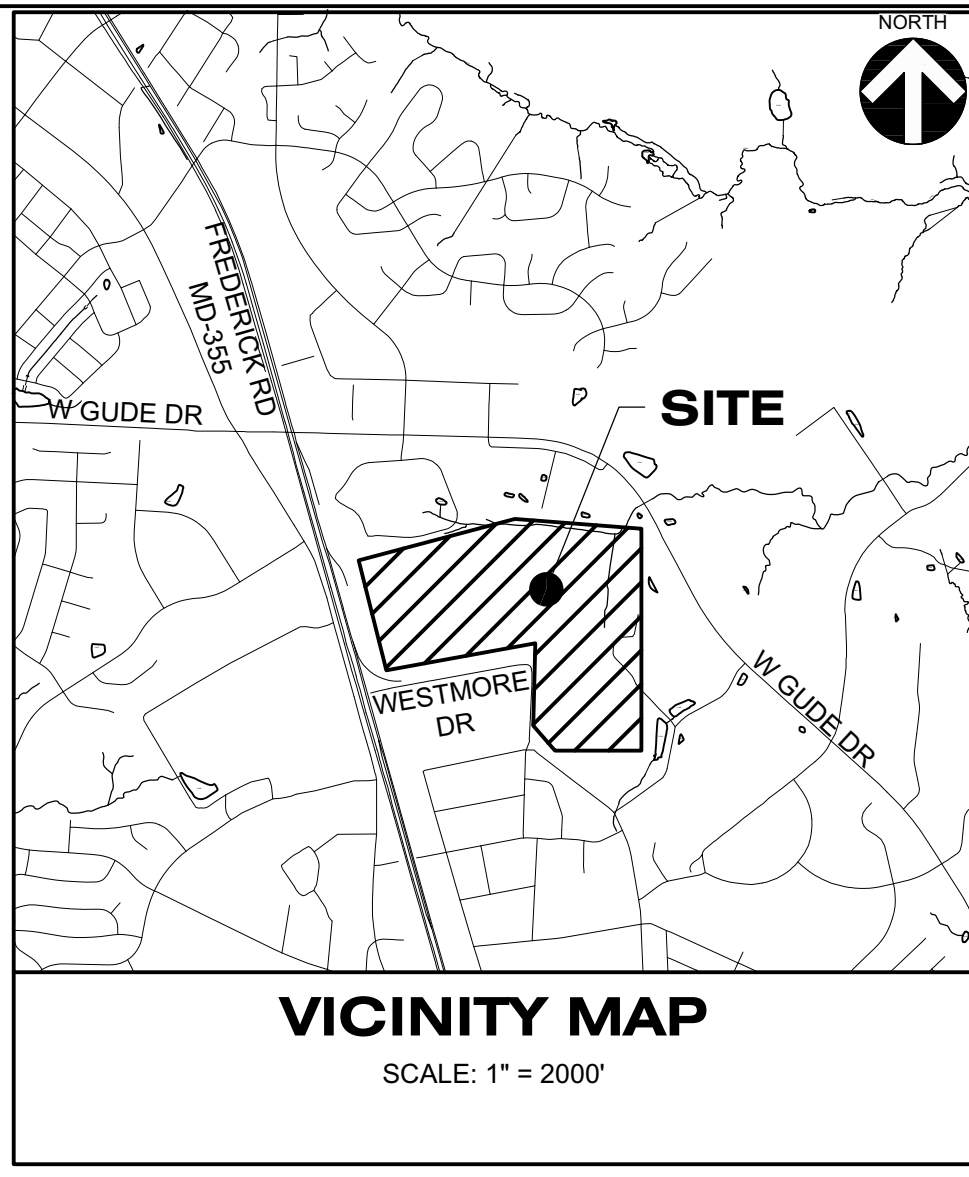 NORTH
FREDERICK RD
MD-355
W GUDE DR
SITE
WESTMORE
DR
W GUDE DR
VICINITY MAP
SCALE: 1" = 2000'